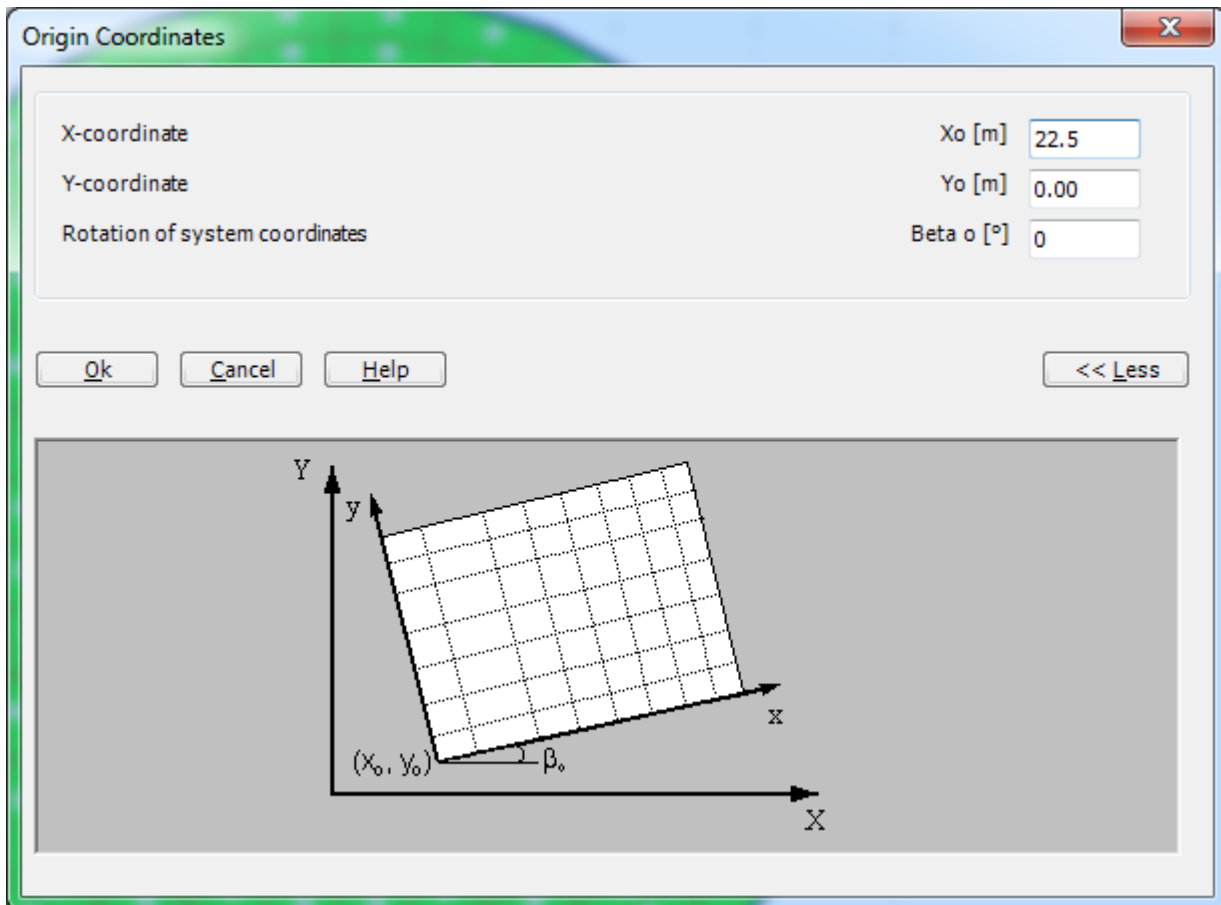 Origin Coordinates
X-coordinate Xo [m] 22.5
Y-coordinate Yo [m] 0.00
Rotation of system coordinates Beta o [°] 0
Ok Cancel Help << Less
Y
y
x
(x₀, y₀) β₀
X